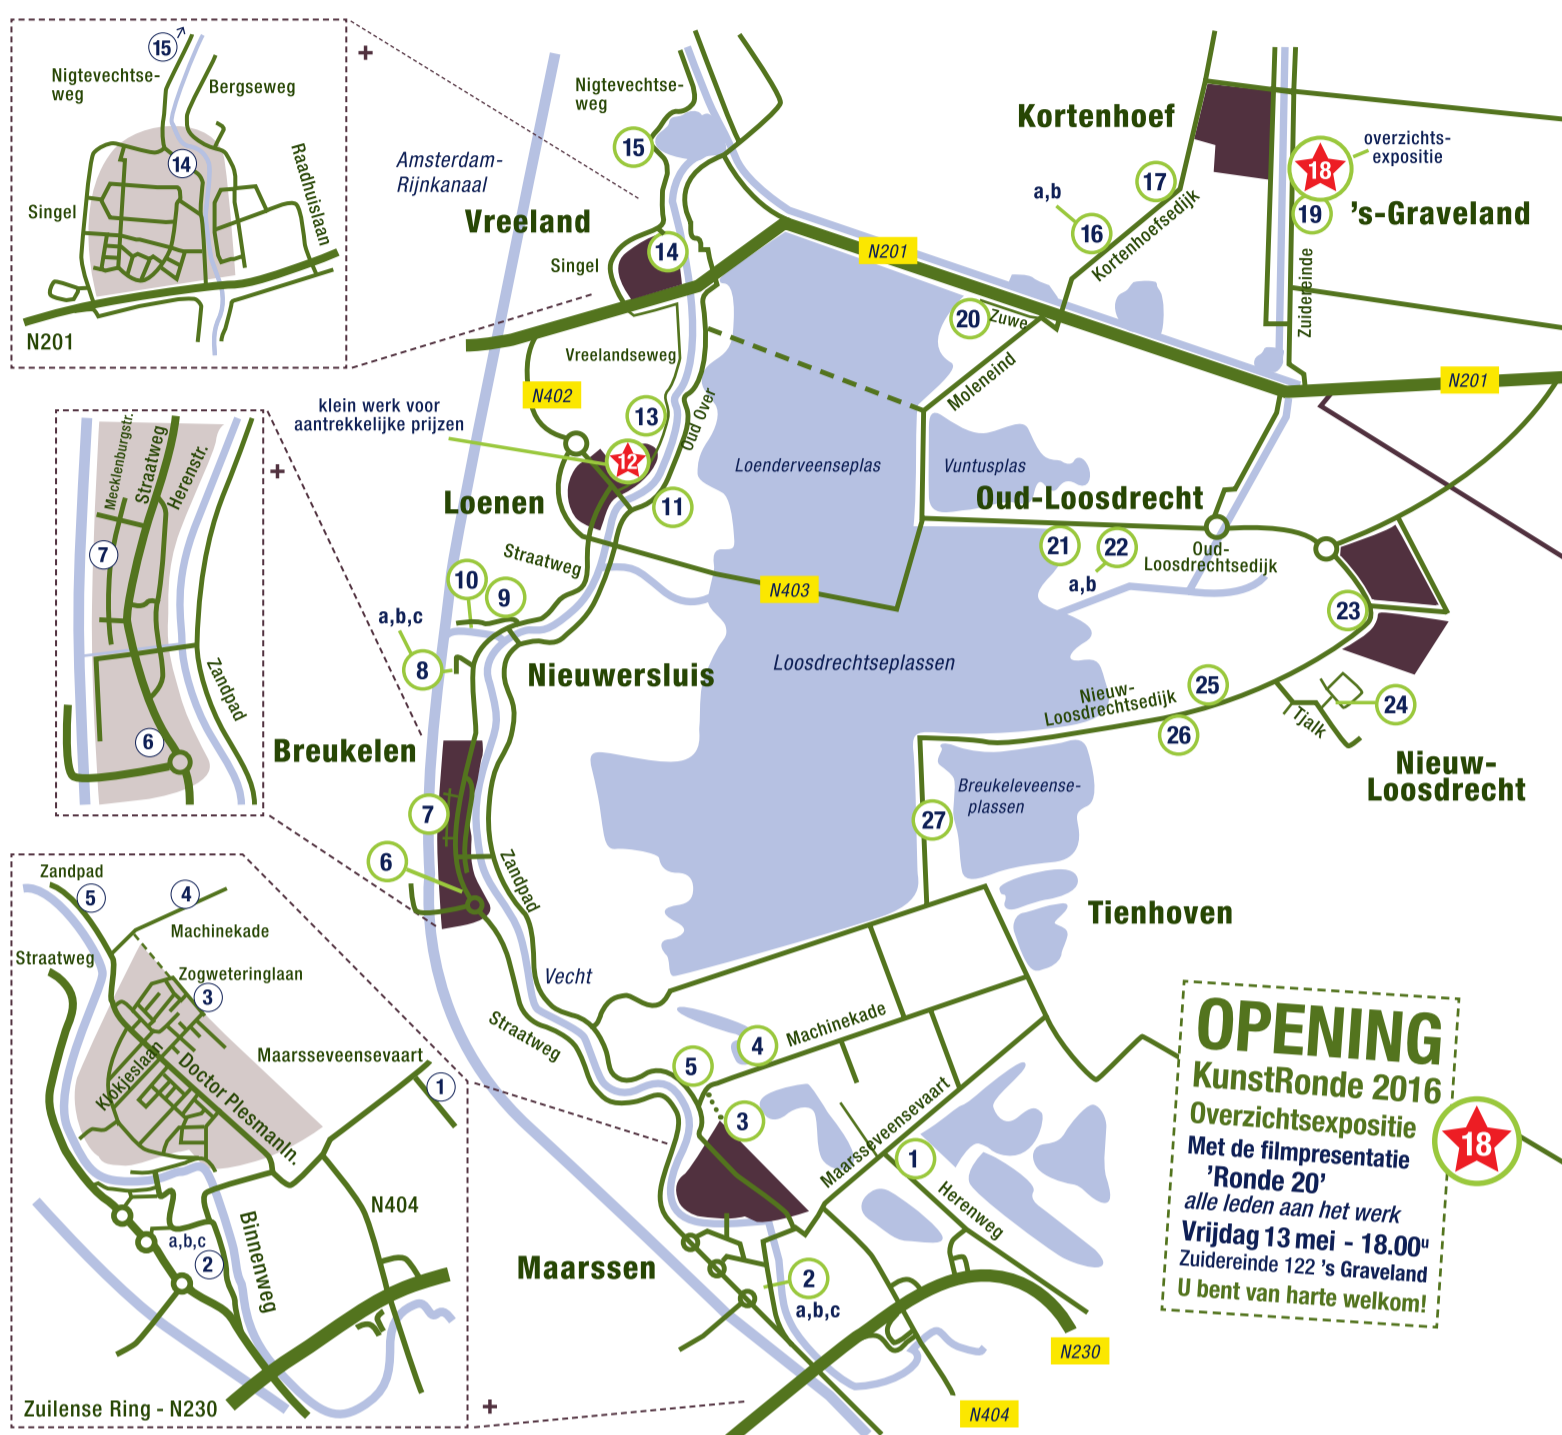 15
Nigtevechtse-
weg
Bergseweg
14
Raadhuislaan
Singel
N201
+
Nigtevechtse-
weg
15
Amsterdam-
Rijnkanaal
Vreeland
14
Singel
Vreelandseweg
N402
klein werk voor
aantrekkelijke prijzen
13
12
Oud Over
Loenen
11
Kortenhoef
overzichts-
expositie
18
17
a,b
16
Kortenhoefsedijk
19
's-Graveland
Zuidereinde
N201
20
Zuwe
Moleneind
N201
Loenderveenseplas
Vuntusplas
Oud-Loosdrecht
21
22
a,b
Oud-
Loosdrechtsedijk
23
Mecklenburgstr.
Straatweg
Herenstr.
7
Zandpad
6
+
Straatweg
10
9
a,b,c
8
N403
Nieuwersluis
Loosdrechtseplassen
Nieuw-
Loosdrechtsedijk
25
26
Tjalk
24
Nieuw-
Loosdrecht
Breukelen
7
6
Zandpad
Breukeleveense-
plassen
27
Tienhoven
Vecht
Straatweg
Zandpad
5
4
Machinekade
Straatweg
Zogweteringlaan
3
Maarsseveensevaart
Klokjeslaan
Doctor Plesmanln.
1
N404
a,b,c
2
Binnenweg
Zuilense Ring - N230
+
4
Machinekade
5
3
Maarsseveensevaart
1
Herenweg
Maarssen
2
a,b,c
N230
N404
OPENING
KunstRonde 2016
Overzichtsexpositie
Met de filmpresentatie
'Ronde 20'
alle leden aan het werk
Vrijdag 13 mei - 18.00u
Zuidereinde 122 's Graveland
U bent van harte welkom!
18